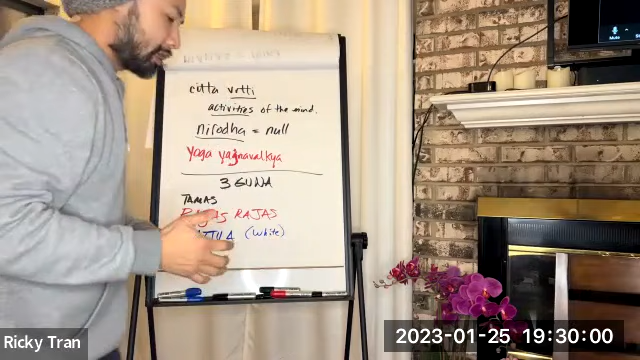 citta vrtti
activities of the mind.
nirodha = null
yoga yagnavalkya
3 GUNA
TAMAS
RAJAS RAJAS
(White)
Ricky Tran
2023-01-25 19:30:00
Mute